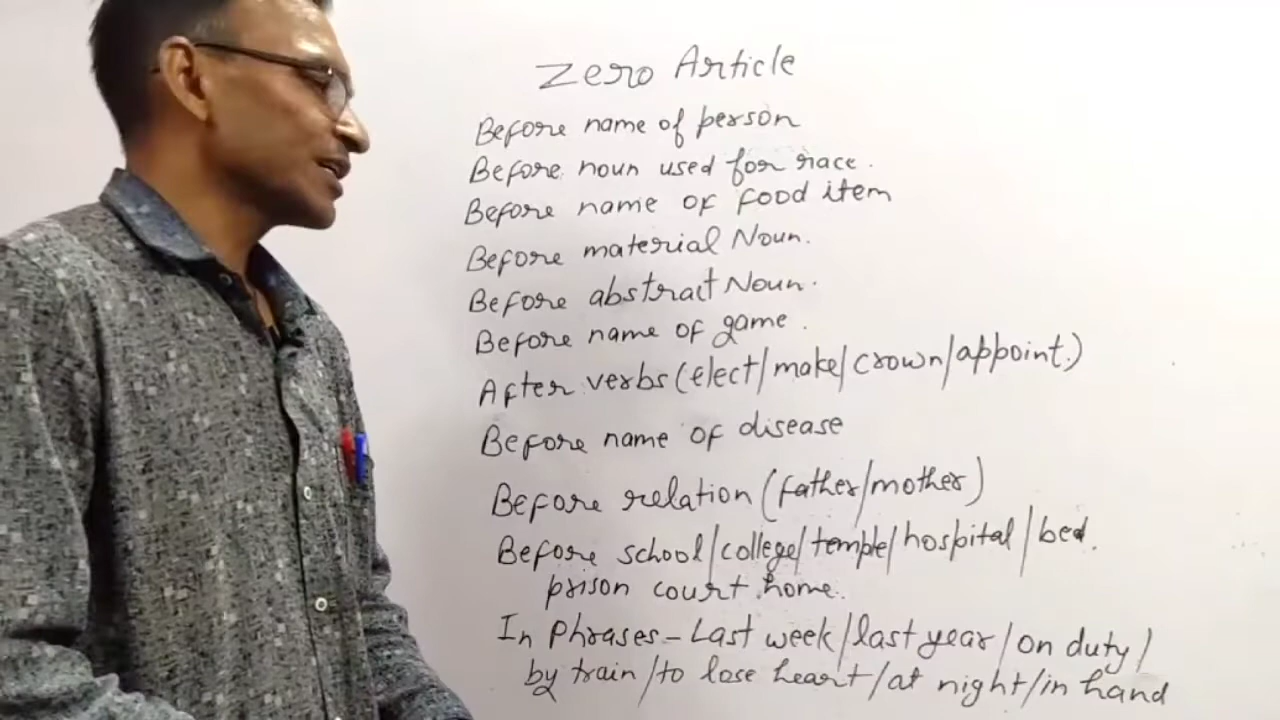 Zero Article
Before name of person
Before noun used for race.
Before name of food item
Before material Noun.
Before abstract Noun.
Before name of game.
After verbs (elect/make/crown/appoint.)
Before name of disease
Before relation (father/mother)
Before school/college/temple/hospital/bed.
prison court home.
In Phrases - Last week/last year/on duty/
by train/to lose heart/at night/in hand